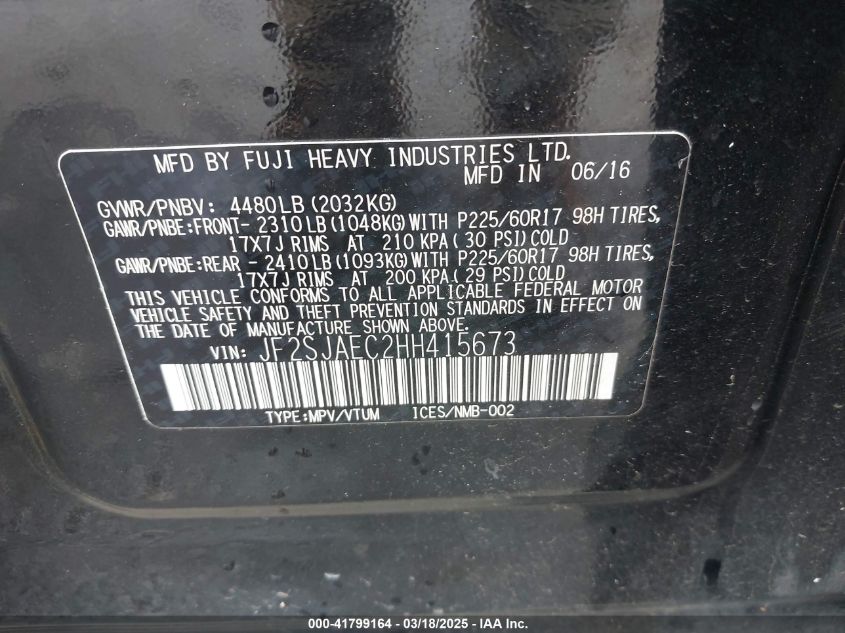 MFD BY FUJI HEAVY INDUSTRIES LTD.
MFD IN 06/16
GVWR/PNBV: 4480LB (2032KG)
GAWR/PNBE:FRONT- 2310LB (1048KG) WITH P225/60R17 98H TIRES,
17X7J RIMS AT 210 KPA ( 30 PSI) COLD
GAWR/PNBE:REAR - 2410LB (1093KG) WITH P225/60R17 98H TIRES,
17X7J RIMS AT 200 KPA ( 29 PSI) COLD
THIS VEHICLE CONFORMS TO ALL APPLICABLE FEDERAL MOTOR
VEHICLE SAFETY AND THEFT PREVENTION STANDARDS IN EFFECT ON
THE DATE OF MANUFACTURE SHOWN ABOVE.
VIN: JF2SJAEC2HH415673
TYPE:MPV/VTUM ICES/NMB-002
000-41799164 - 03/18/2025 - IAA Inc.